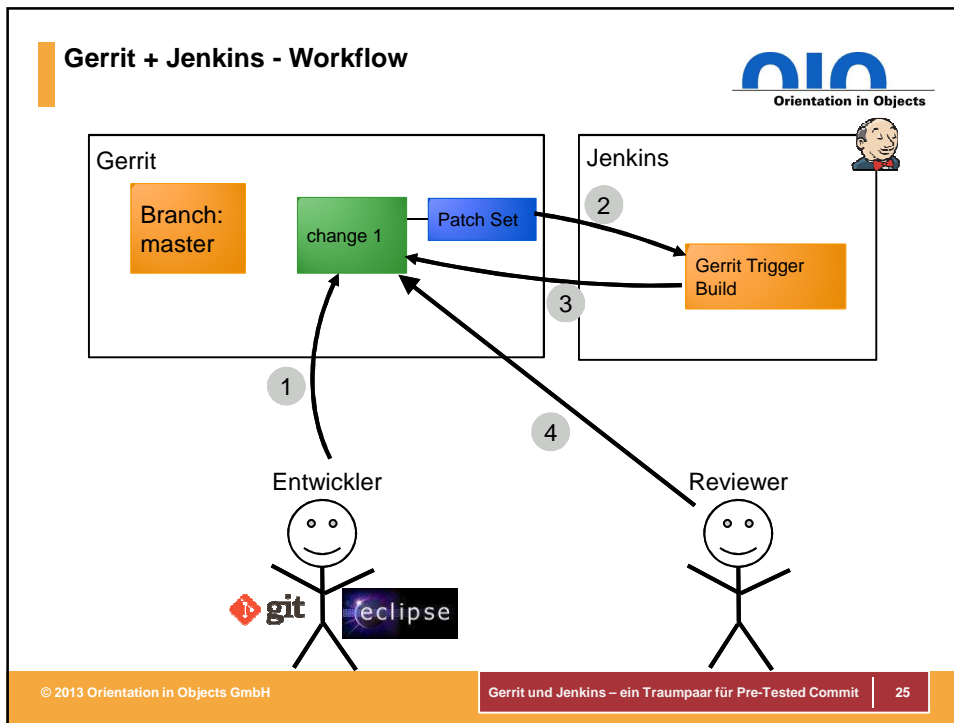 Gerrit + Jenkins - Workflow
Orientation in Objects
Gerrit
Jenkins
Branch:
master
change 1
Patch Set
2
Gerrit Trigger
Build
3
1
4
Entwickler
Reviewer
git
eclipse
© 2013 Orientation in Objects GmbH
Gerrit und Jenkins – ein Traumpaar für Pre-Tested Commit
25